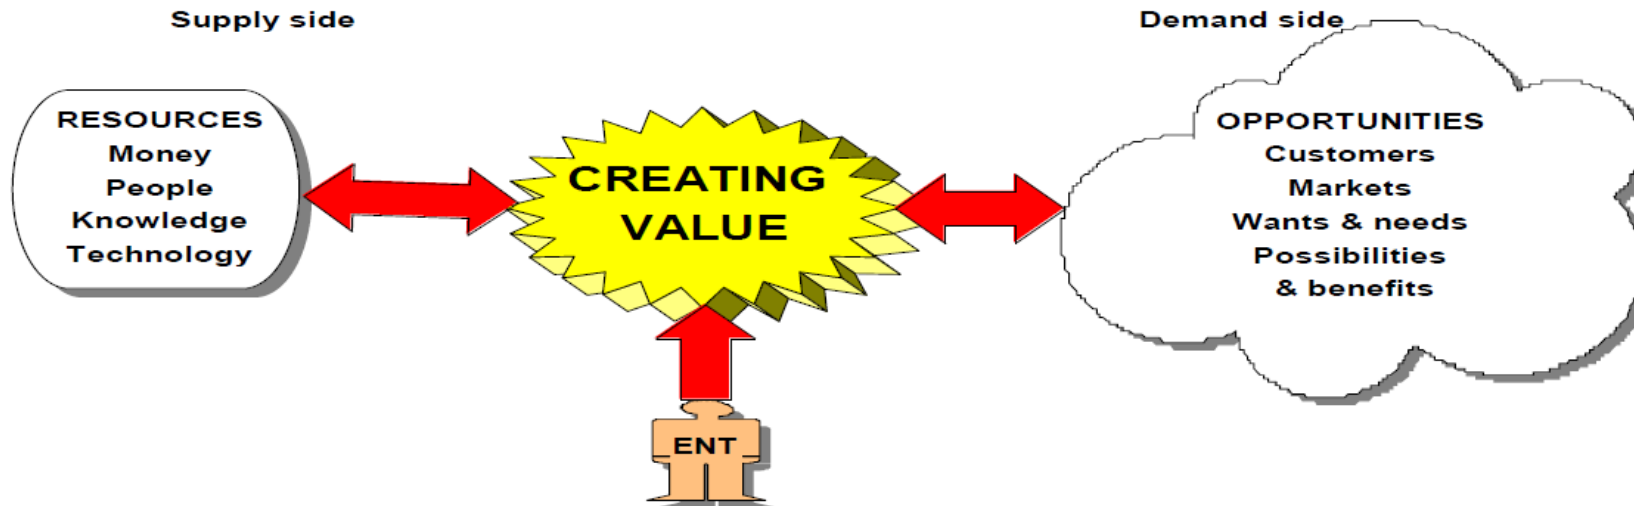 Supply side
Demand side
RESOURCES
Money
People
Knowledge
Technology
CREATING
VALUE
OPPORTUNITIES
Customers
Markets
Wants & needs
Possibilities
& benefits
ENT